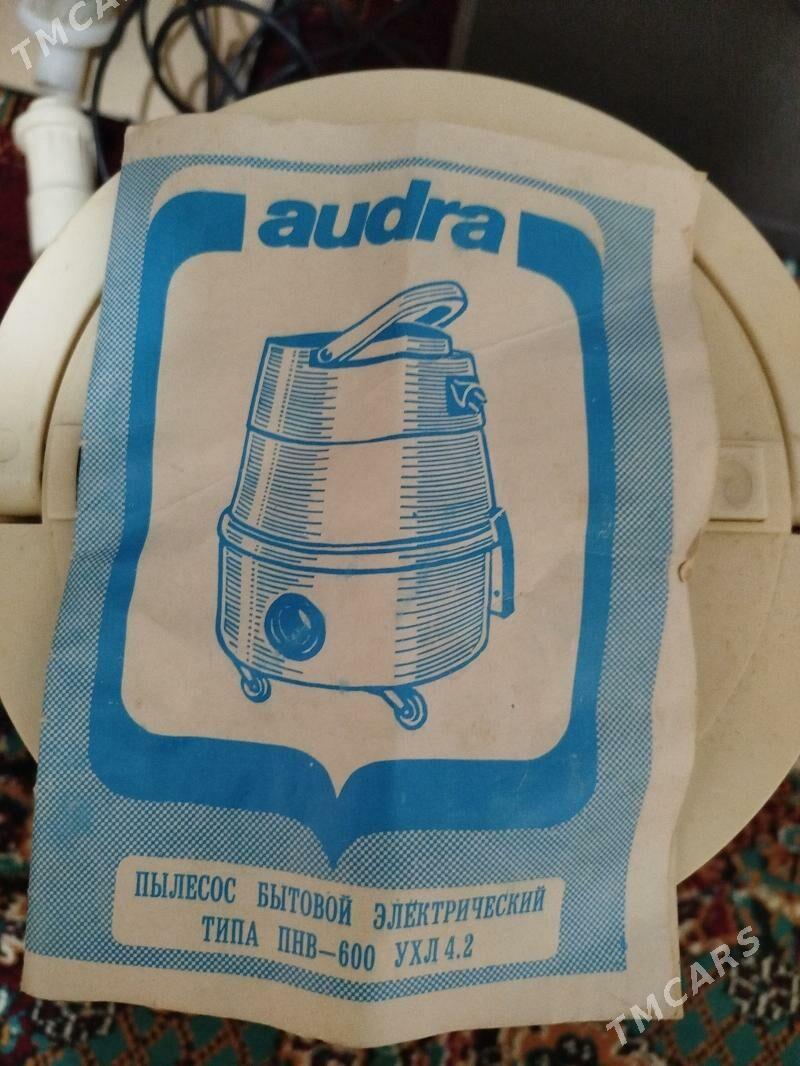 TMCARS
audra
ПЫЛЕСОС БЫТОВОЙ ЭЛЕКТРИЧЕСКИЙ
ТИПА ПНВ-600 УХЛ 4.2
TMCARS